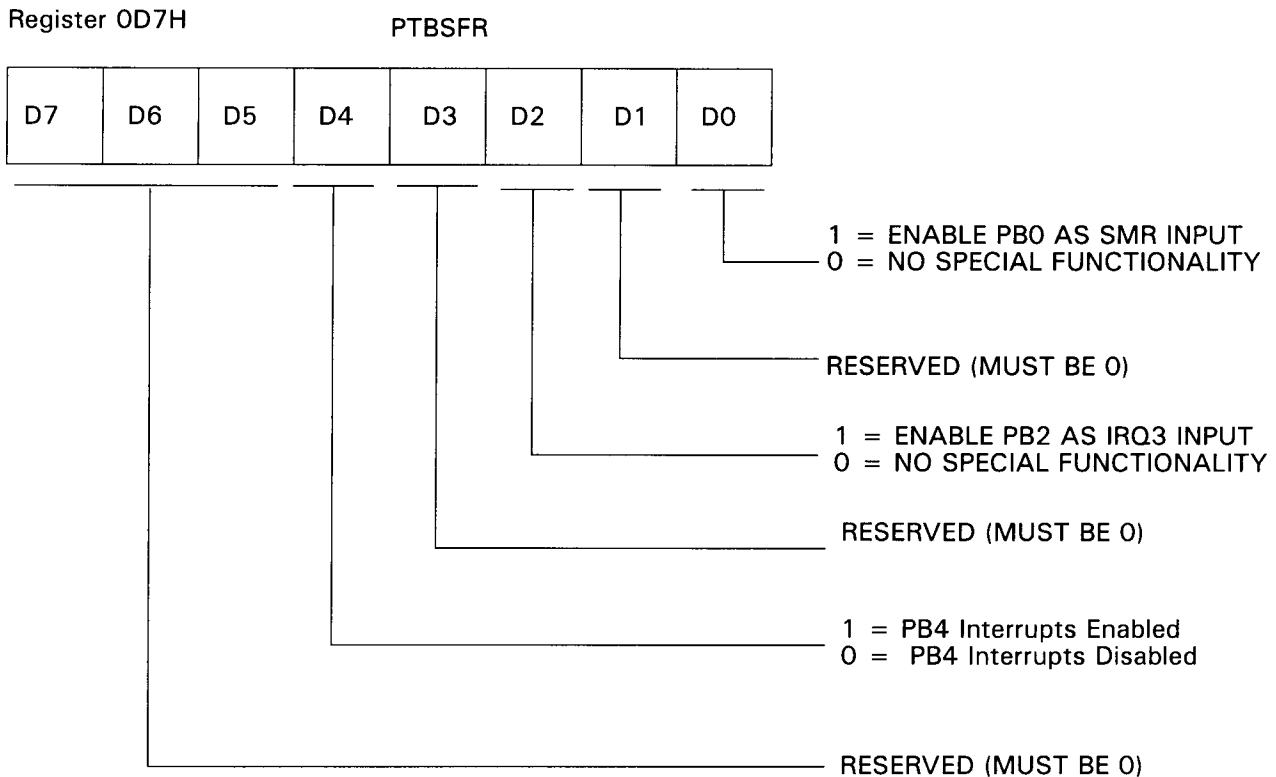 Register 0D7H
PTBSFR
D7 D6 D5 D4 D3 D2 D1 D0
1 = ENABLE PB0 AS SMR INPUT
0 = NO SPECIAL FUNCTIONALITY
RESERVED (MUST BE 0)
1 = ENABLE PB2 AS IRQ3 INPUT
0 = NO SPECIAL FUNCTIONALITY
RESERVED (MUST BE 0)
1 = PB4 Interrupts Enabled
0 = PB4 Interrupts Disabled
RESERVED (MUST BE 0)